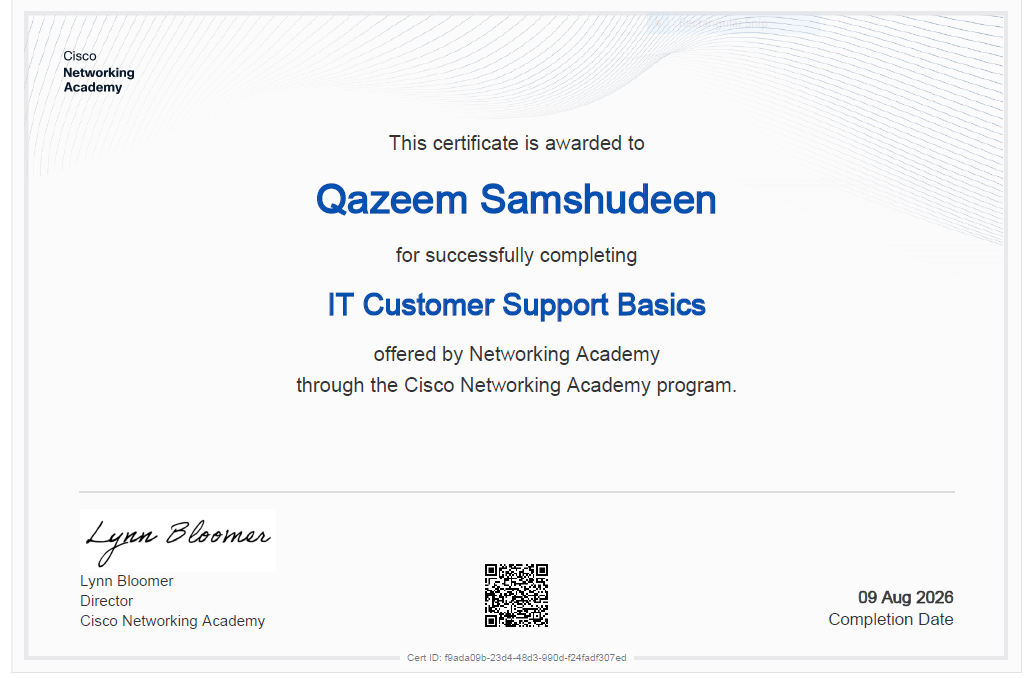 Cisco
Networking
Academy
This certificate is awarded to
Qazeem Samshudeen
for successfully completing
IT Customer Support Basics
offered by Networking Academy
through the Cisco Networking Academy program.
Lynn Bloomer
Lynn Bloomer
Director
Cisco Networking Academy
09 Aug 2026
Completion Date
Cert ID: f9ada09b-23d4-48d3-990d-f24fadf307ed